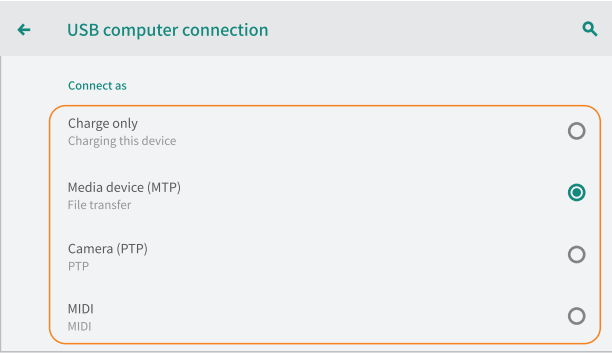 USB computer connection
Connect as
Charge only
Charging this device
Media device (MTP)
File transfer
Camera (PTP)
PTP
MIDI
MIDI